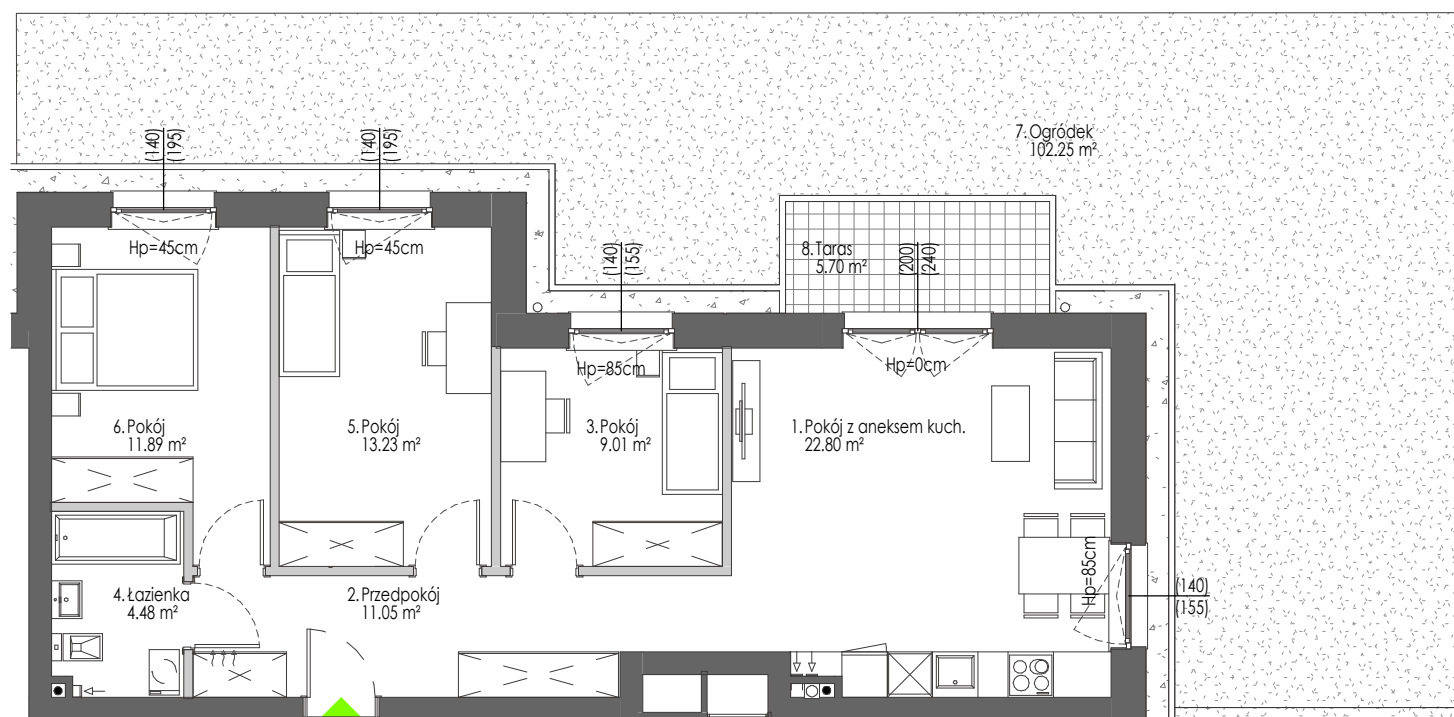 7. Ogródek
102.25 m²
(140)
(195)
(140)
(195)
Hp=45cm
Hp=45cm
(140)
(155)
8. Taras
5.70 m²
(200)
(240)
Hp=85cm
Hp=0cm
6. Pokój
11.89 m²
5. Pokój
13.23 m²
3. Pokój
9.01 m²
1. Pokój z aneksem kuch.
22.80 m²
Hp=85cm
(140)
(155)
4. Łazienka
4.48 m²
2. Przedpokój
11.05 m²